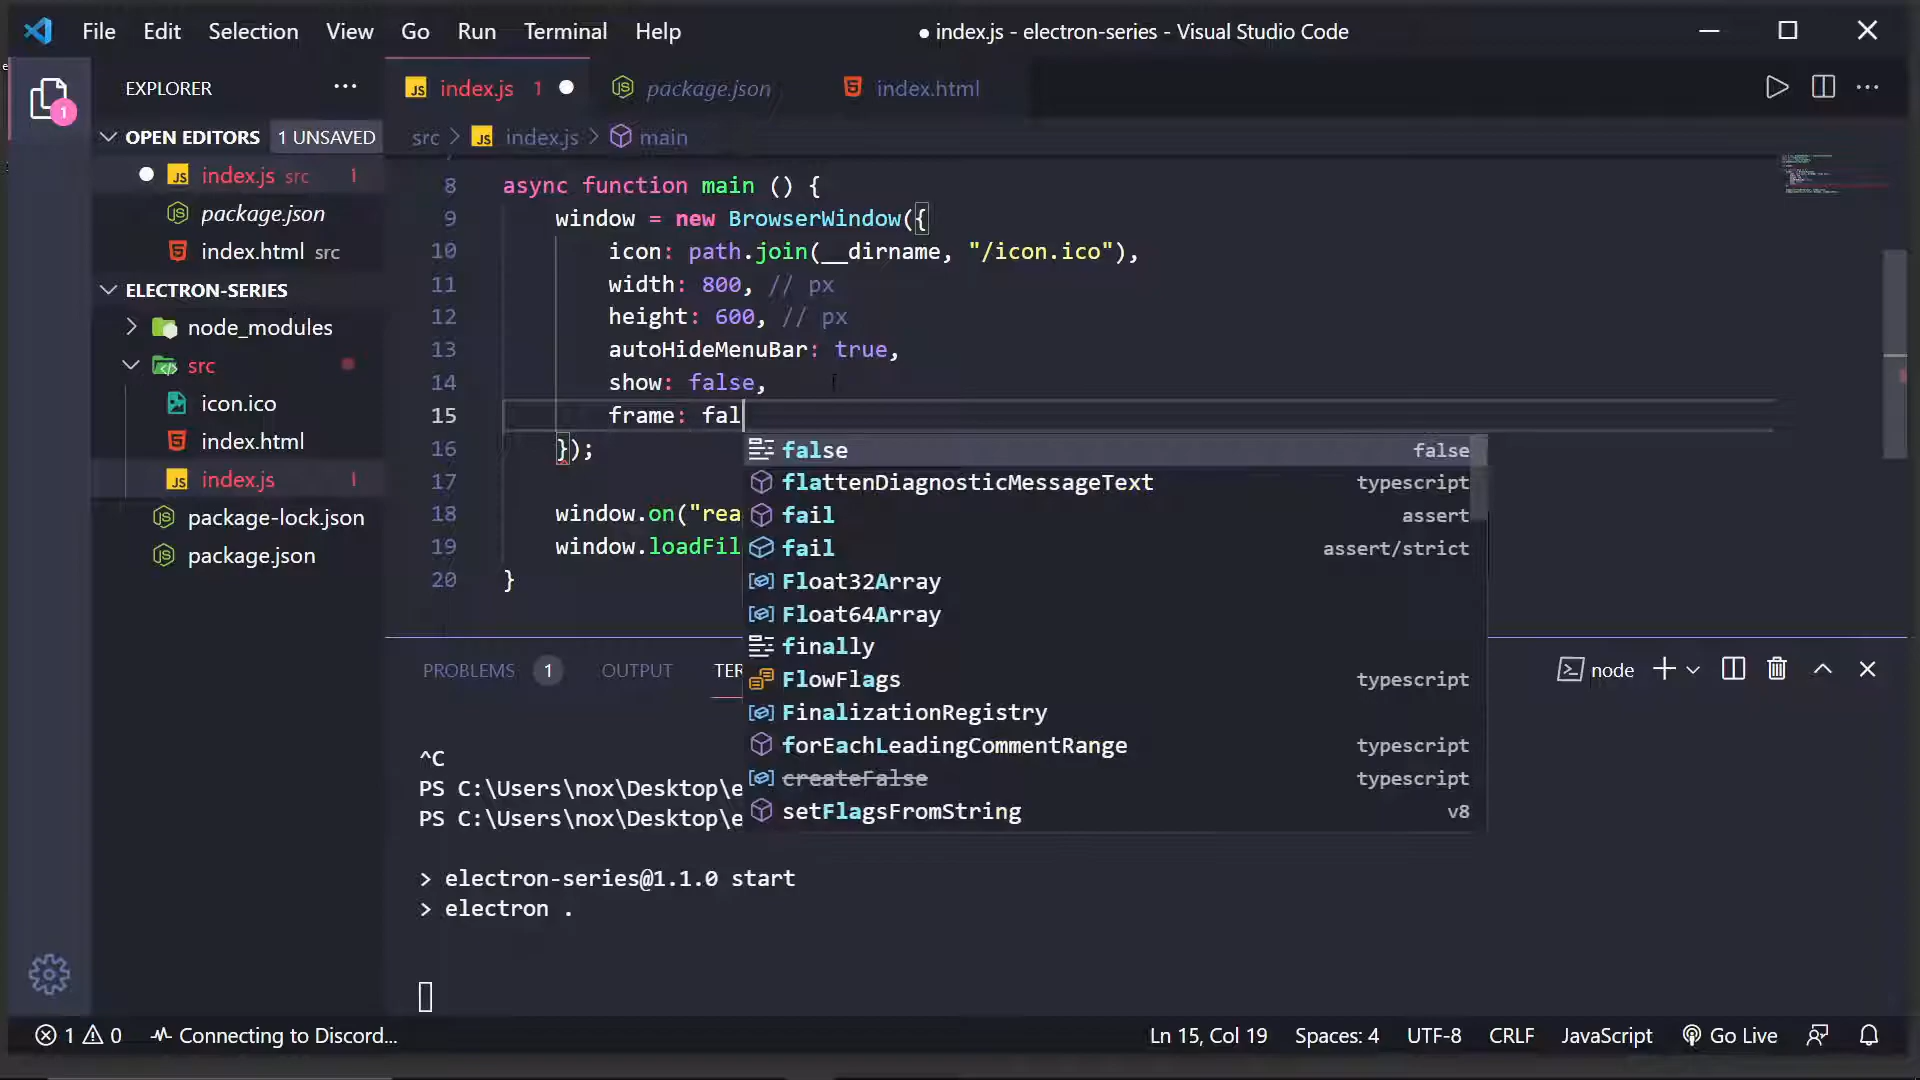 File Edit Selection View Go Run Terminal Help
● index.js - electron-series - Visual Studio Code
EXPLORER
index.js 1
package.json
index.html
OPEN EDITORS 1 UNSAVED
index.js src 1
package.json
index.html src
ELECTRON-SERIES
node_modules
src
icon.ico
index.html
index.js 1
package-lock.json
package.json
src > index.js > main
8 async function main () {
9 window = new BrowserWindow({
10 icon: path.join(__dirname, "/icon.ico"),
11 width: 800, // px
12 height: 600, // px
13 autoHideMenuBar: true,
14 show: false,
15 frame: fal
16 });
17
18 window.on("rea
19 window.loadFil
20 }
false false
flattenDiagnosticMessageText typescript
fail assert
fail assert/strict
Float32Array
Float64Array
finally
FlowFlags typescript
FinalizationRegistry
forEachLeadingCommentRange typescript
createFalse typescript
setFlagsFromString v8
PROBLEMS 1 OUTPUT TER
node
^C
PS C:\Users\nox\Desktop\e
PS C:\Users\nox\Desktop\e
> electron-series@1.1.0 start
> electron .
1
1 0 Connecting to Discord...
Ln 15, Col 19 Spaces: 4 UTF-8 CRLF JavaScript Go Live